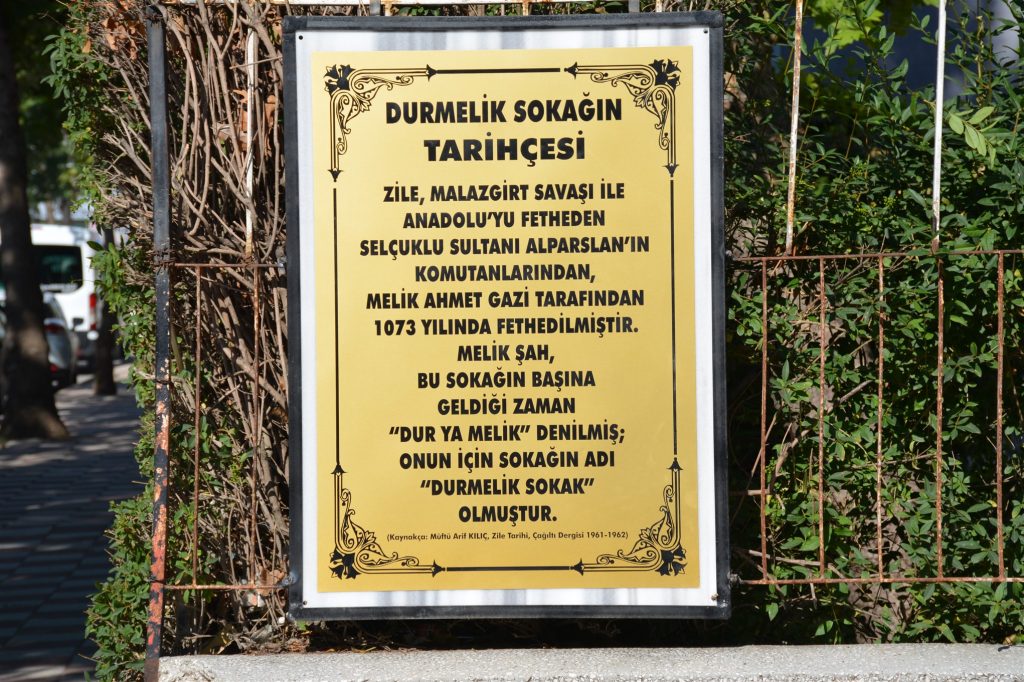 DURMELİK SOKAĞIN
TARİHÇESİ
ZİLE, MALAZGİRT SAVAŞI İLE
ANADOLU'YU FETHEDEN
SELÇUKLU SULTANI ALPARSLAN'IN
KOMUTANLARINDAN,
MELİK AHMET GAZİ TARAFINDAN
1073 YILINDA FETHEDİLMİŞTİR.
MELİK ŞAH,
BU SOKAĞIN BAŞINA
GELDİĞİ ZAMAN
“DUR YA MELİK” DENİLMİŞ;
ONUN İÇİN SOKAĞIN ADI
“DURMELİK SOKAK”
OLMUŞTUR.
(Kaynakça: Müftü Arif KILIÇ, Zile Tarihi, Çağıltı Dergisi 1961-1962)